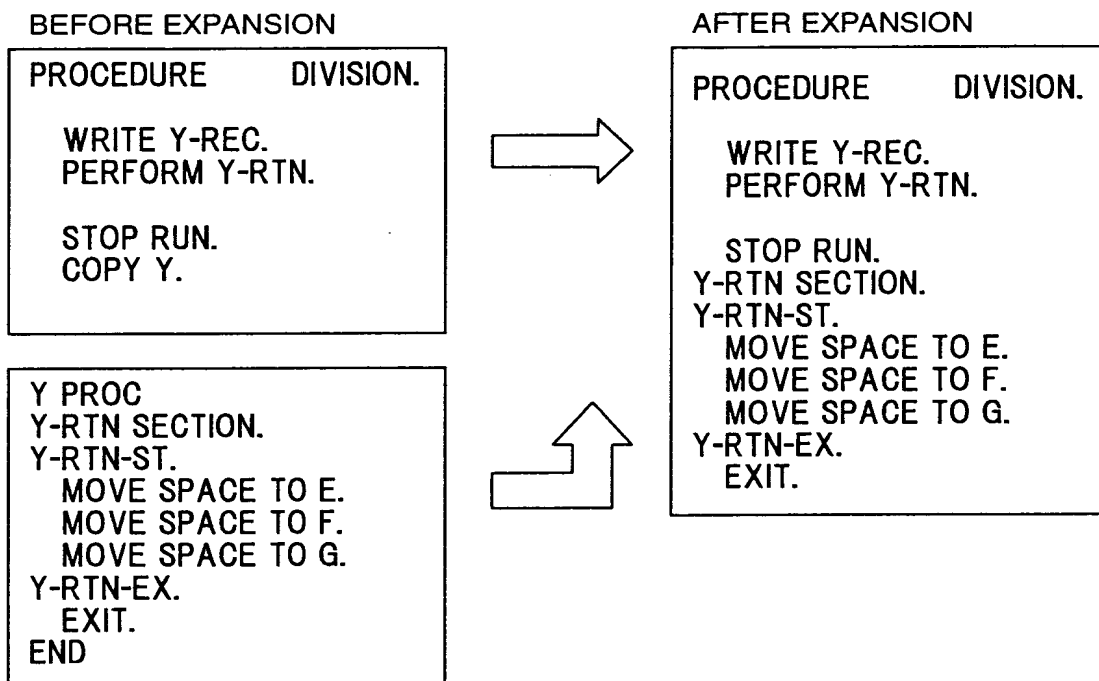 BEFORE EXPANSION
PROCEDURE DIVISION.
WRITE Y-REC.
PERFORM Y-RTN.
STOP RUN.
COPY Y.
Y PROC
Y-RTN SECTION.
Y-RTN-ST.
MOVE SPACE TO E.
MOVE SPACE TO F.
MOVE SPACE TO G.
Y-RTN-EX.
EXIT.
END
AFTER EXPANSION
PROCEDURE DIVISION.
WRITE Y-REC.
PERFORM Y-RTN.
STOP RUN.
Y-RTN SECTION.
Y-RTN-ST.
MOVE SPACE TO E.
MOVE SPACE TO F.
MOVE SPACE TO G.
Y-RTN-EX.
EXIT.